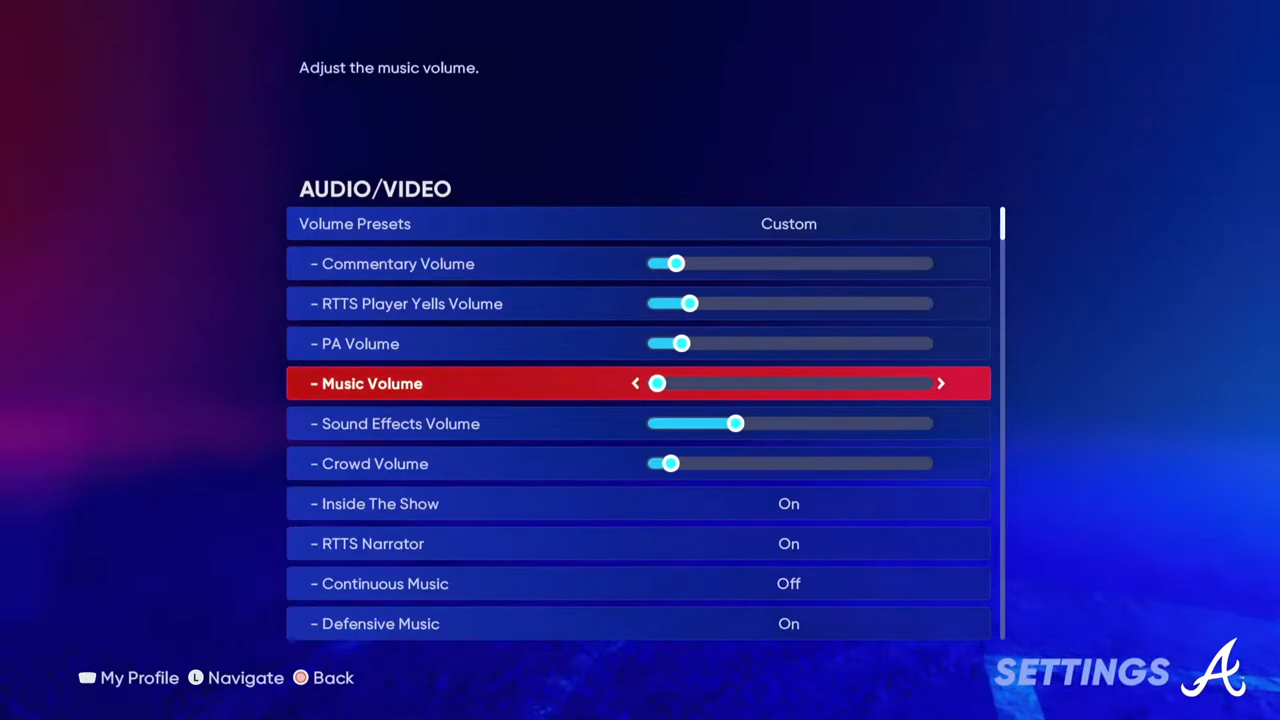 Adjust the music volume.
AUDIO/VIDEO
Volume Presets Custom
- Commentary Volume
- RTTS Player Yells Volume
- PA Volume
- Music Volume
- Sound Effects Volume
- Crowd Volume
- Inside The Show On
- RTTS Narrator On
- Continuous Music Off
- Defensive Music On
My Profile L Navigate Back
SETTINGS A